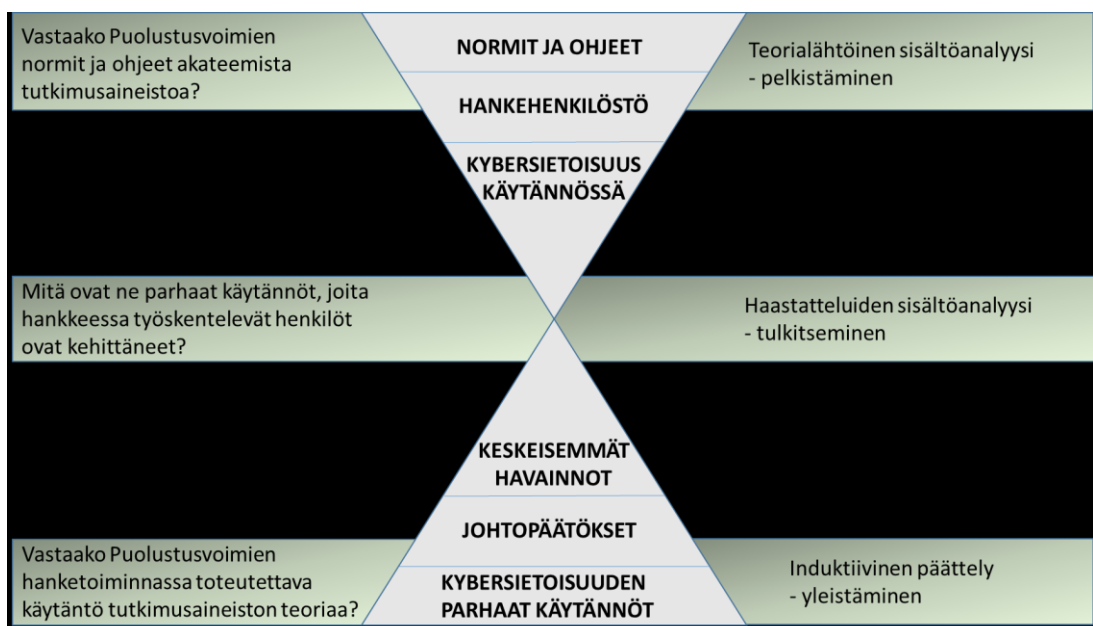 Vastaako Puolustusvoimien
normit ja ohjeet akateemista
tutkimusaineistoa?
NORMIT JA OHJEET
HANKEHENKILÖSTÖ
KYBERSIETOISUUS
KÄYTÄNNÖSSÄ
Teorialähtöinen sisältöanalyysi
- pelkistäminen
Mitä ovat ne parhaat käytännöt, joita
hankkeessa työskentelevät henkilöt
ovat kehittäneet?
Haastatteluiden sisältöanalyysi
- tulkitseminen
KESKEISEMMÄT
HAVAINNOT
JOHTOPÄÄTÖKSET
KYBERSIETOISUUDEN
PARHAAT KÄYTÄNNÖT
Vastaako Puolustusvoimien
hanketoiminnassa toteutettava
käytäntö tutkimusaineiston teoriaa?
Induktiivinen päättely
- yleistäminen